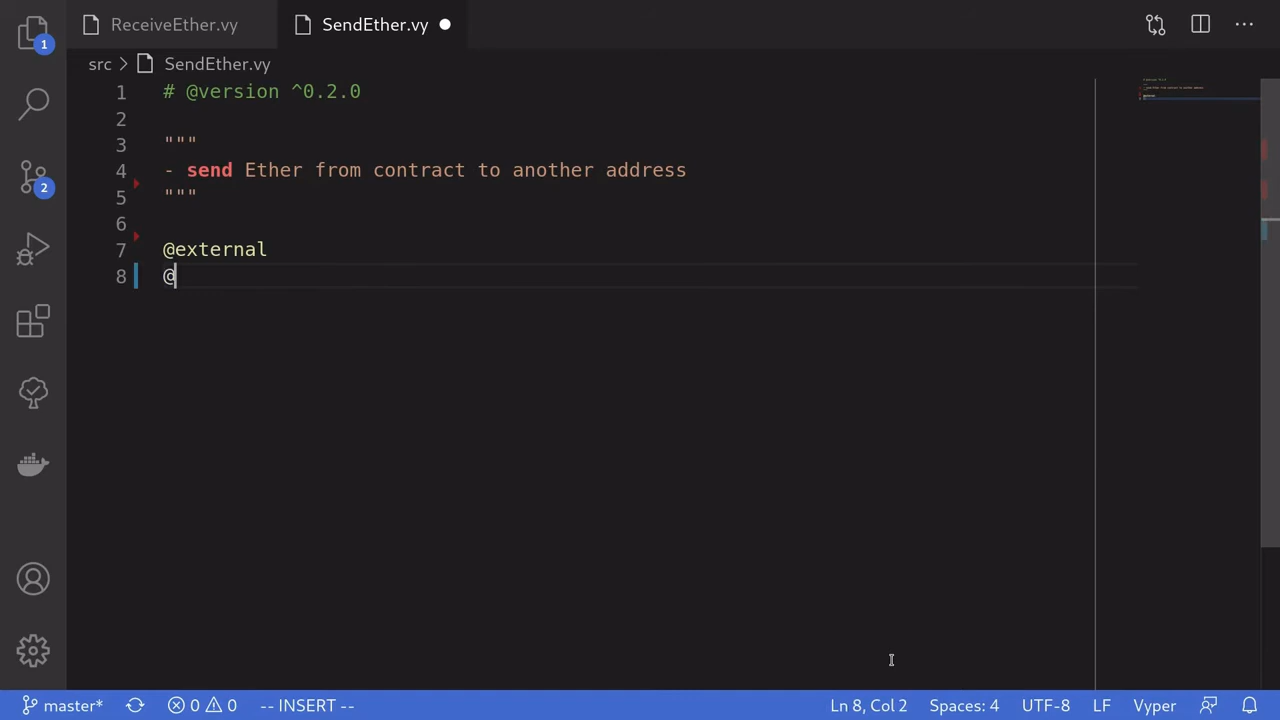 ReceiveEther.vy
SendEther.vy
src > SendEther.vy
1 # @version ^0.2.0
2
3 """
4 - send Ether from contract to another address
5 """
6
7 @external
8 @
1
2
master* 0 0 -- INSERT -- Ln 8, Col 2 Spaces: 4 UTF-8 LF Vyper